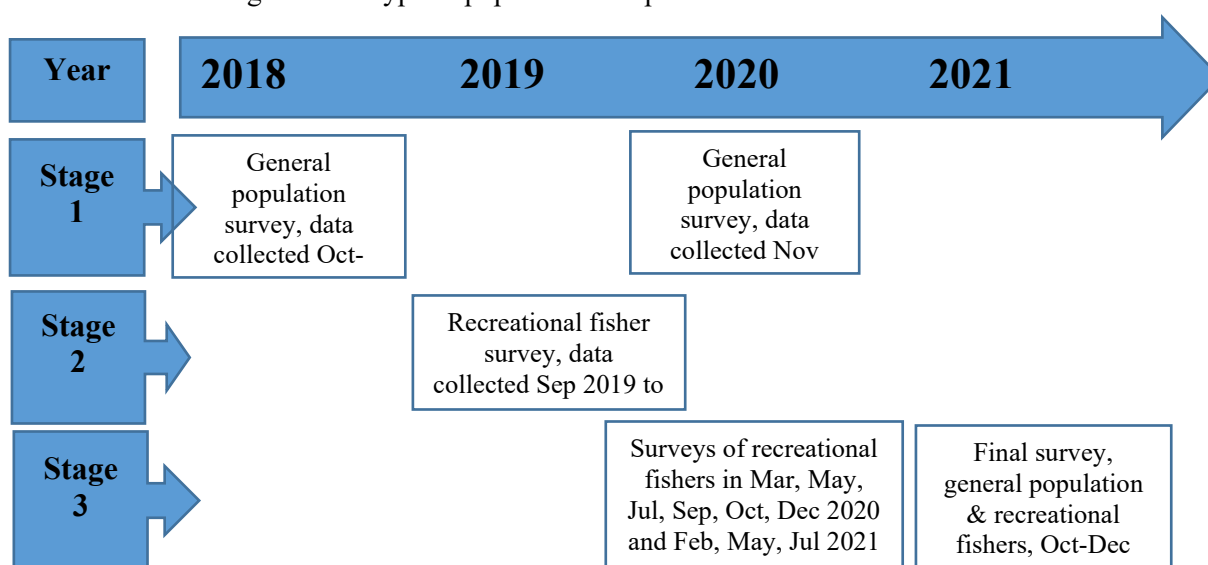 Year
2018
2019
2020
2021
Stage
1
General
population
survey, data
collected Oct-
General
population
survey, data
collected Nov
Stage
2
Recreational fisher
survey, data
collected Sep 2019 to
Stage
3
Surveys of recreational
fishers in Mar, May,
Jul, Sep, Oct, Dec 2020
and Feb, May, Jul 2021
Final survey,
general population
& recreational
fishers, Oct-Dec